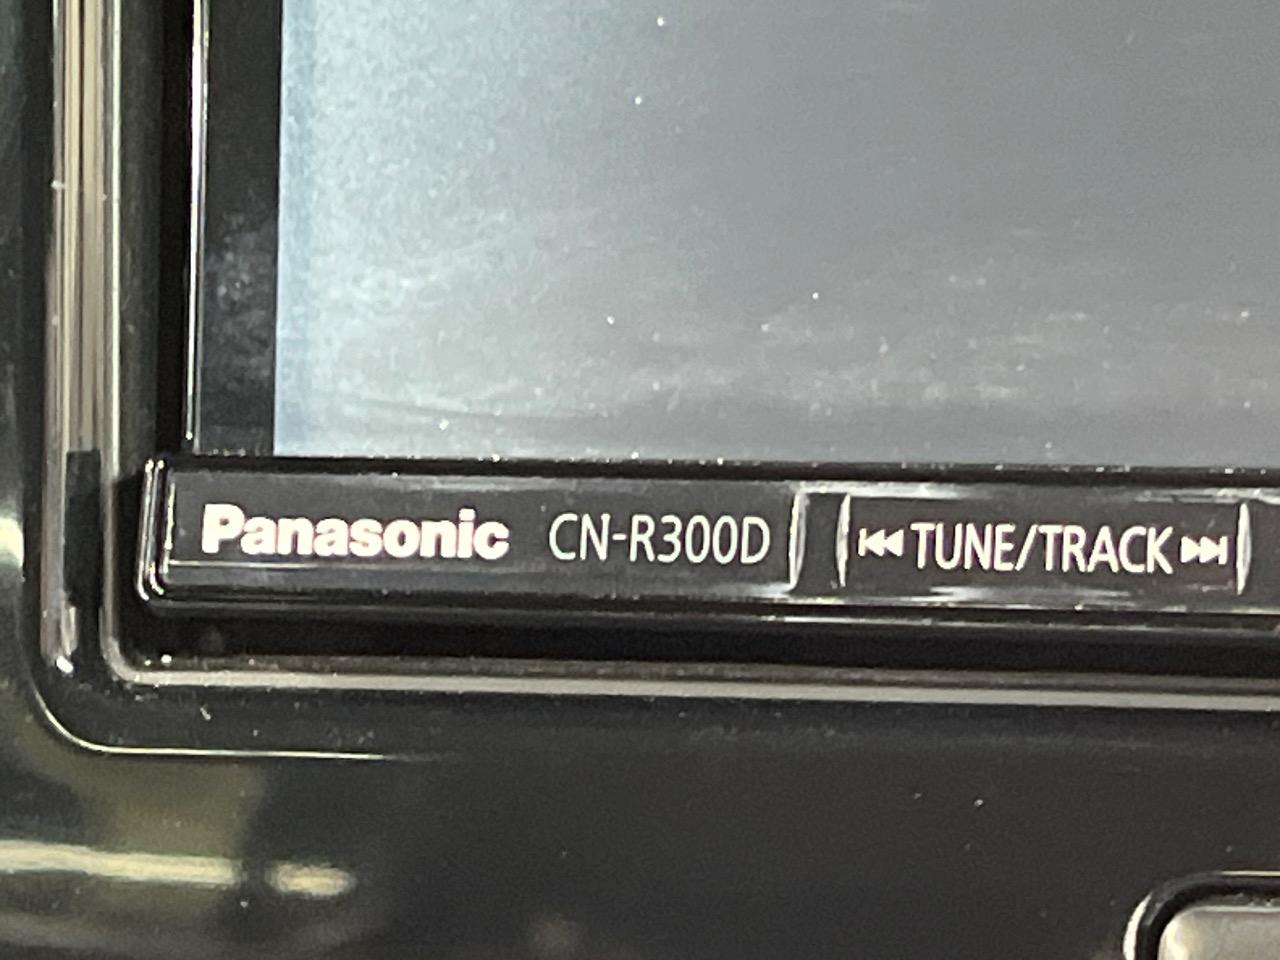 Panasonic CN-R300D ⏮TUNE/TRACK⏭